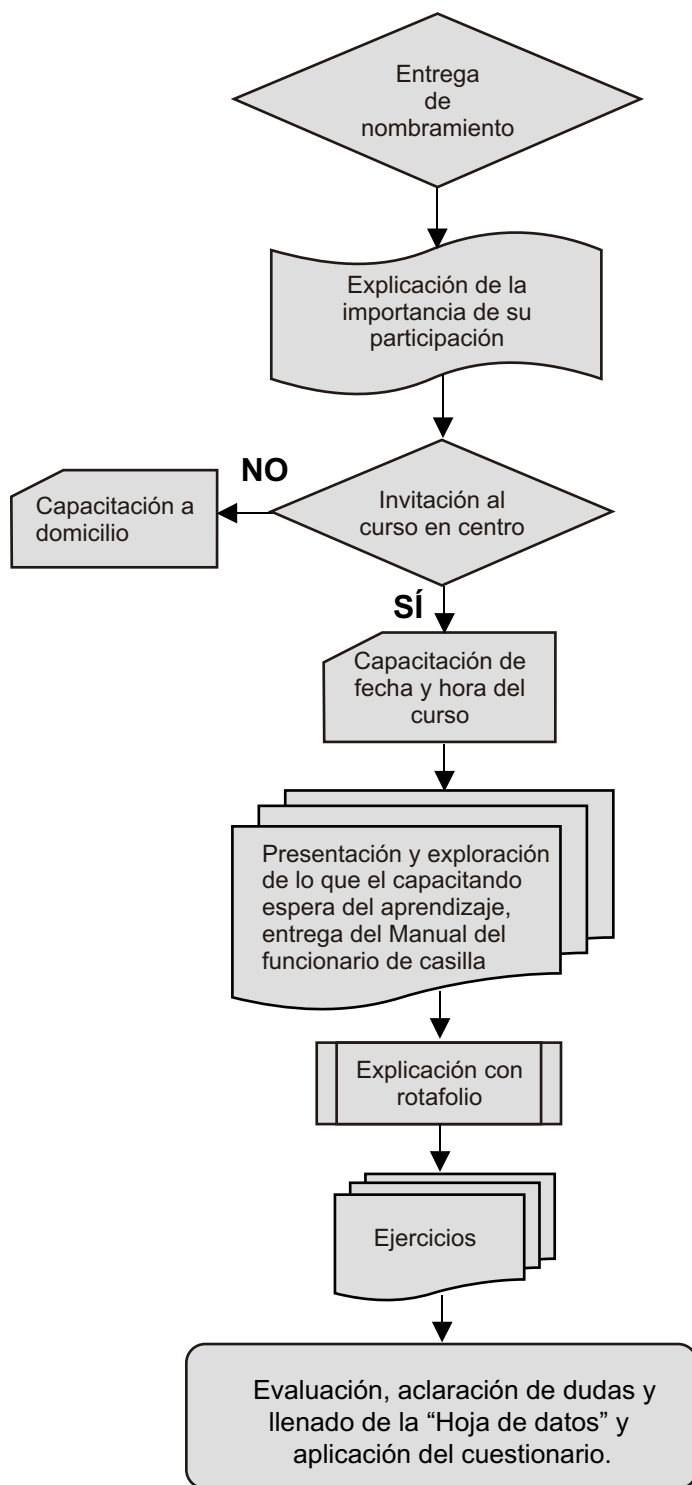 Entrega
de
nombramiento
Explicación de la
importancia de su
participación
NO
Capacitación a
domicilio
Invitación al
curso en centro
SÍ
Capacitación de
fecha y hora del
curso
Presentación y exploración
de lo que el capacitando
espera del aprendizaje,
entrega del Manual del
funcionario de casilla
Explicación con
rotafolio
Ejercicios
Evaluación, aclaración de dudas y
llenado de la “Hoja de datos” y
aplicación del cuestionario.